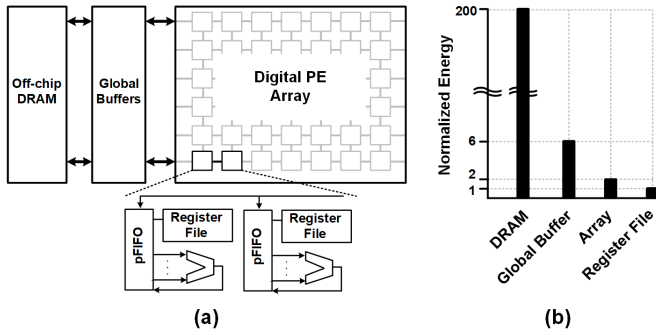 Off-chip
DRAM
Global
Buffers
Digital PE
Array
pFIFO
Register
File
pFIFO
Register
File
(a)
Normalized Energy
200
6
2
1
DRAM
Global Buffer
Array
Register File
(b)